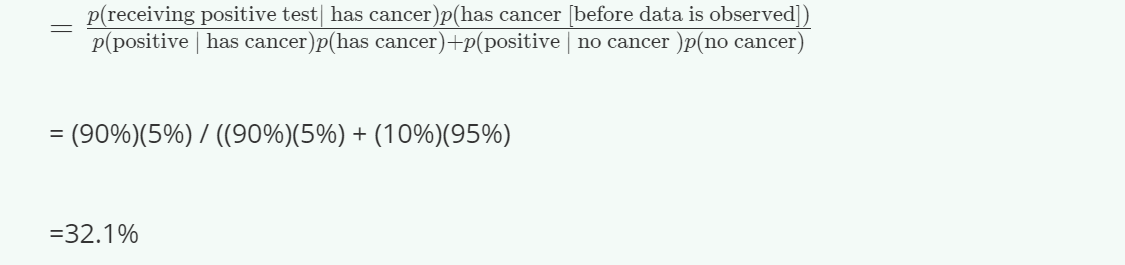 = p(receiving positive test| has cancer)p(has cancer [before data is observed])
p(positive | has cancer)p(has cancer)+p(positive | no cancer )p(no cancer)
= (90%)(5%) / ((90%)(5%) + (10%)(95%)
=32.1%